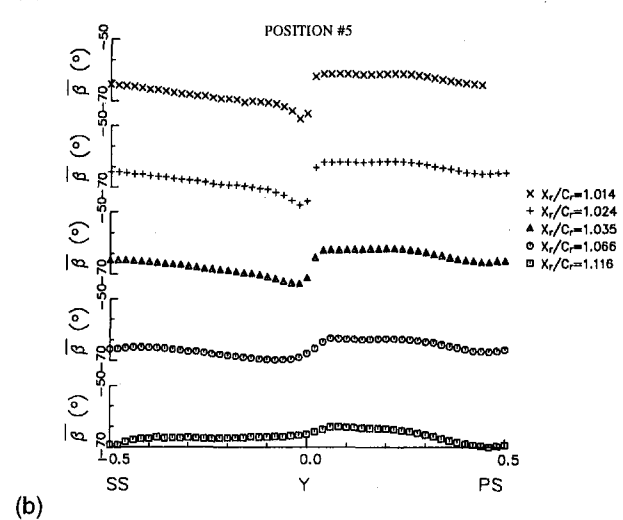 POSITION #5
-50
β̄ (°)
-50-70
β̄ (°)
-50-70
β̄ (°)
-50-70
β̄ (°)
-50-70
β̄ (°)
-70
× Xr/Cr=1.014
+ Xr/Cr=1.024
▲ Xr/Cr=1.035
Xr/Cr=1.066
Xr/Cr=1.116
-0.5 0.0 0.5
SS Y PS
(b)